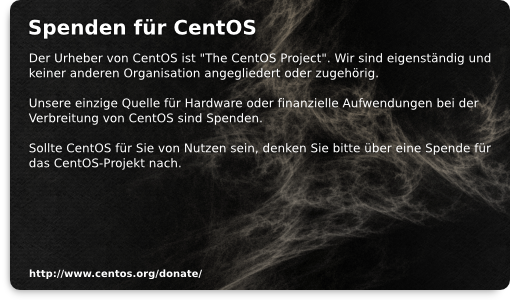 Spenden für CentOS
Der Urheber von CentOS ist "The CentOS Project". Wir sind eigenständig und
keiner anderen Organisation angegliedert oder zugehörig.
Unsere einzige Quelle für Hardware oder finanzielle Aufwendungen bei der
Verbreitung von CentOS sind Spenden.
Sollte CentOS für Sie von Nutzen sein, denken Sie bitte über eine Spende für
das CentOS-Projekt nach.
http://www.centos.org/donate/